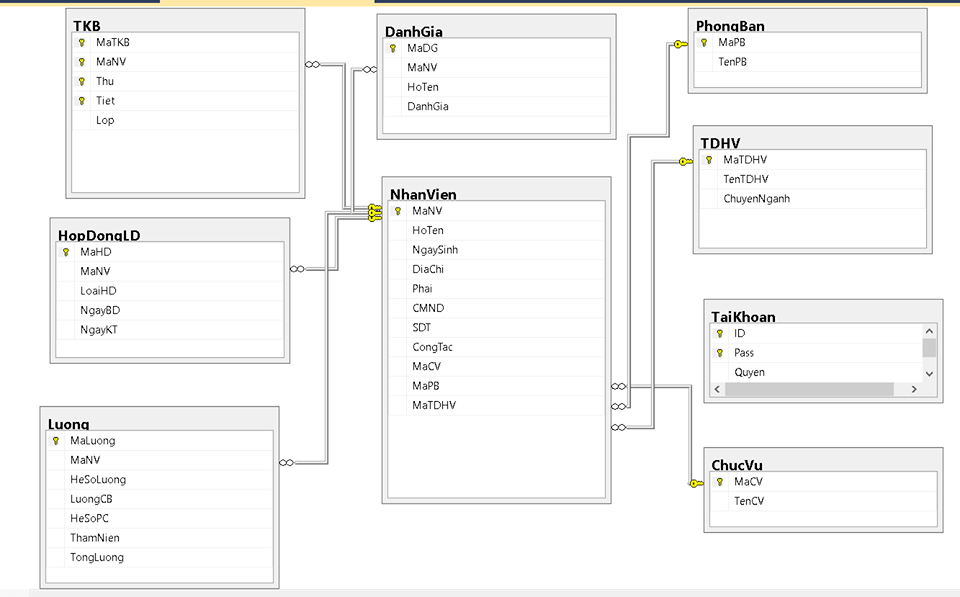 TKB
MaTKB
MaNV
Thu
Tiet
Lop
DanhGia
MaDG
MaNV
HoTen
DanhGia
PhongBan
MaPB
TenPB
TDHV
MaTDHV
TenTDHV
ChuyenNganh
NhanVien
MaNV
HoTen
NgaySinh
DiaChi
Phai
CMND
SDT
CongTac
MaCV
MaPB
MaTDHV
HopDongLD
MaHD
MaNV
LoaiHD
NgayBD
NgayKT
TaiKhoan
ID
Pass
Quyen
Luong
MaLuong
MaNV
HeSoLuong
LuongCB
HeSoPC
ThamNien
TongLuong
ChucVu
MaCV
TenCV